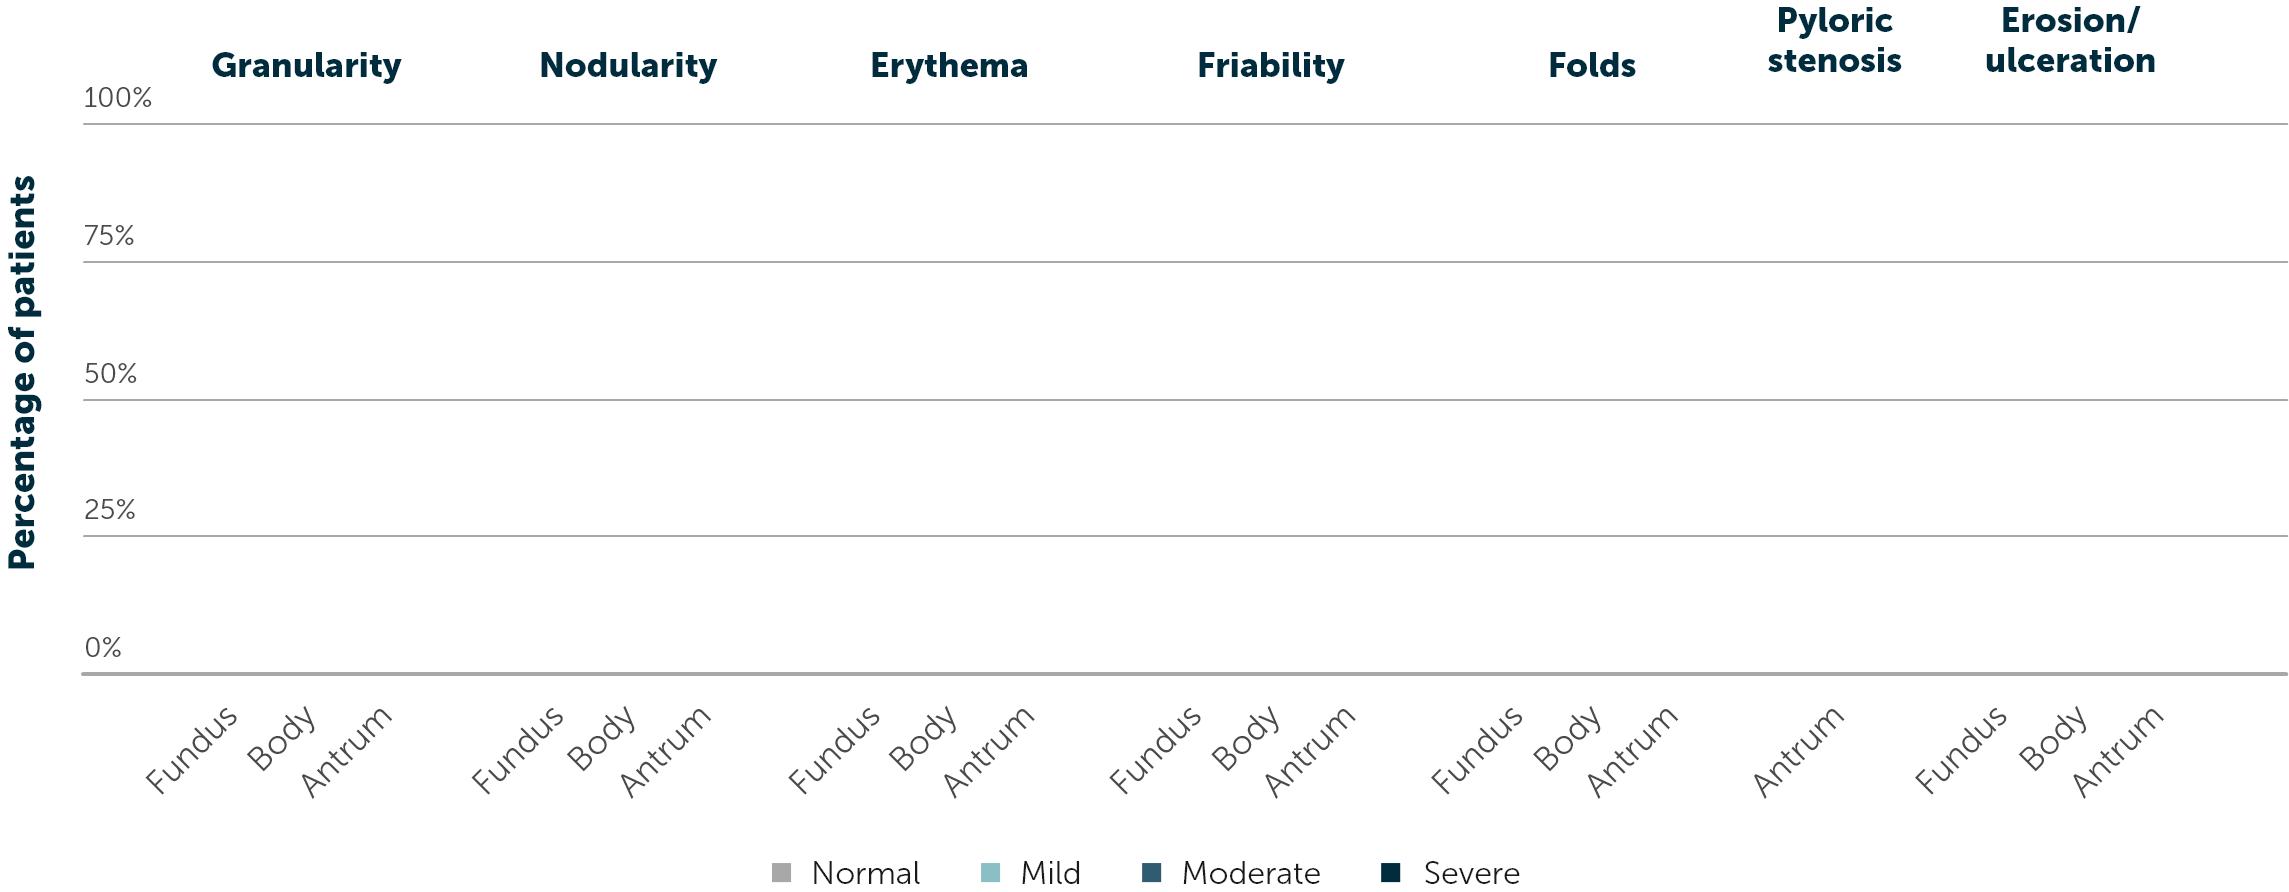 Granularity
Nodularity
Erythema
Friability
Folds
Pyloric
stenosis
Erosion/
ulceration
Percentage of patients
100%
75%
50%
25%
0%
Fundus
Body
Antrum
Fundus
Body
Antrum
Fundus
Body
Antrum
Fundus
Body
Antrum
Fundus
Body
Antrum
Antrum
Fundus
Body
Antrum
Normal
Mild
Moderate
Severe